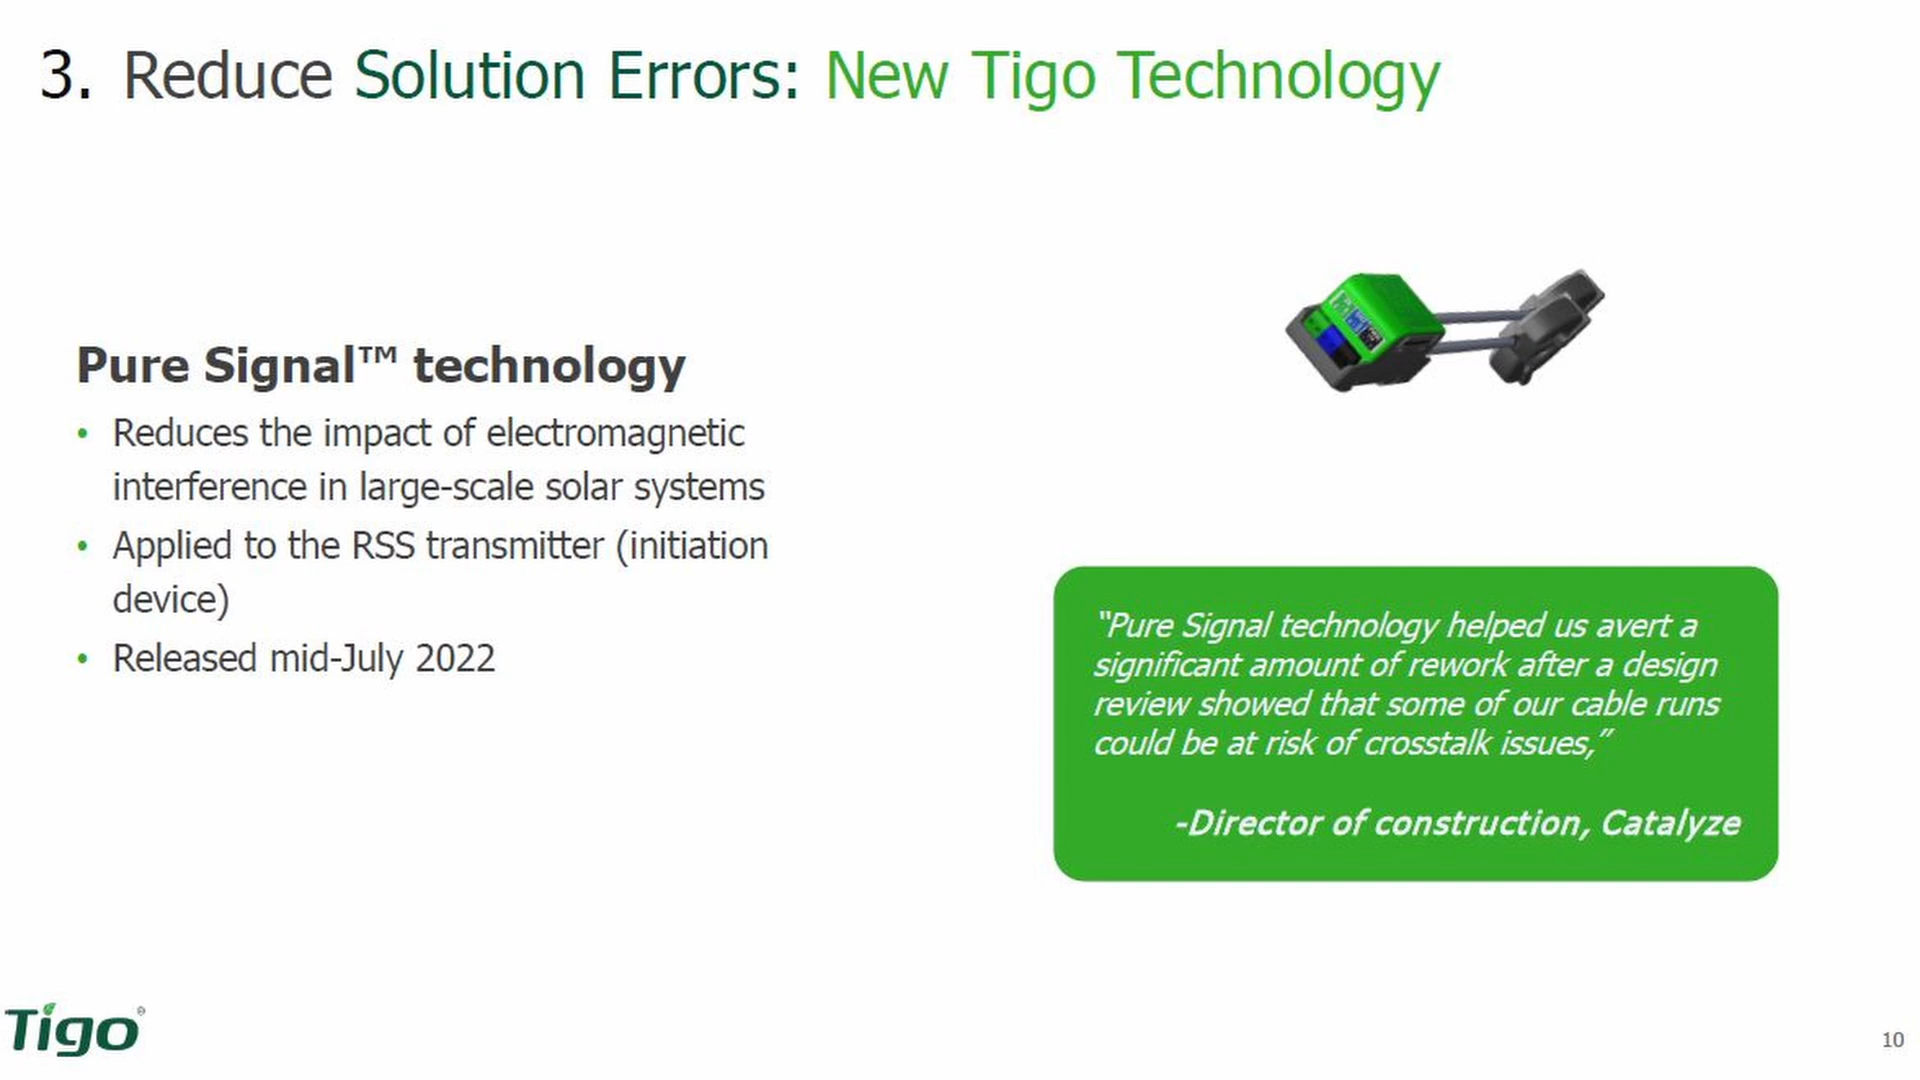 3. Reduce Solution Errors: New Tigo Technology
Pure Signal™ technology
• Reduces the impact of electromagnetic
interference in large-scale solar systems
• Applied to the RSS transmitter (initiation
device)
• Released mid-July 2022
“Pure Signal technology helped us avert a
significant amount of rework after a design
review showed that some of our cable runs
could be at risk of crosstalk issues,”
-Director of construction, Catalyze
Tigo®
10